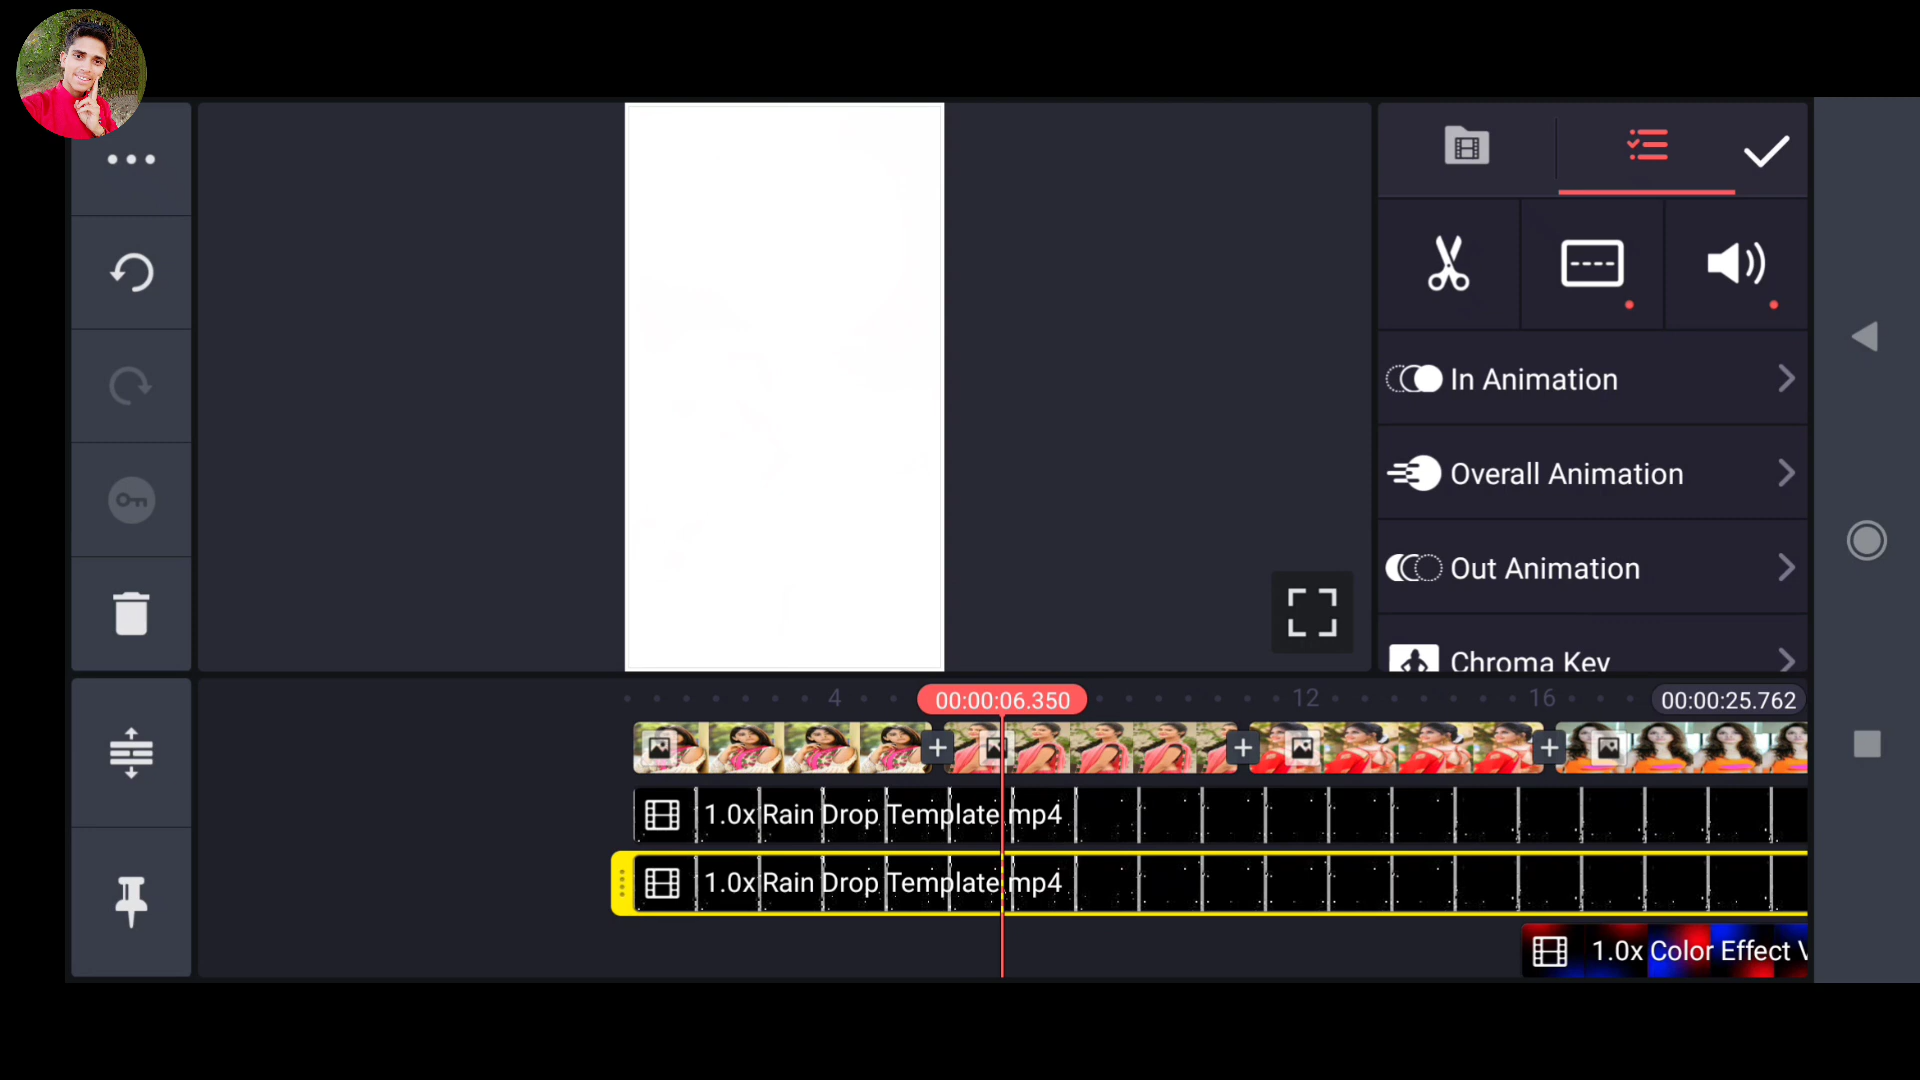 In Animation
Overall Animation
Out Animation
Chroma Key
4
00:00:06.350
12
16
00:00:25.762
1.0x Rain Drop Template.mp4
1.0x Rain Drop Template.mp4
1.0x Color Effect V